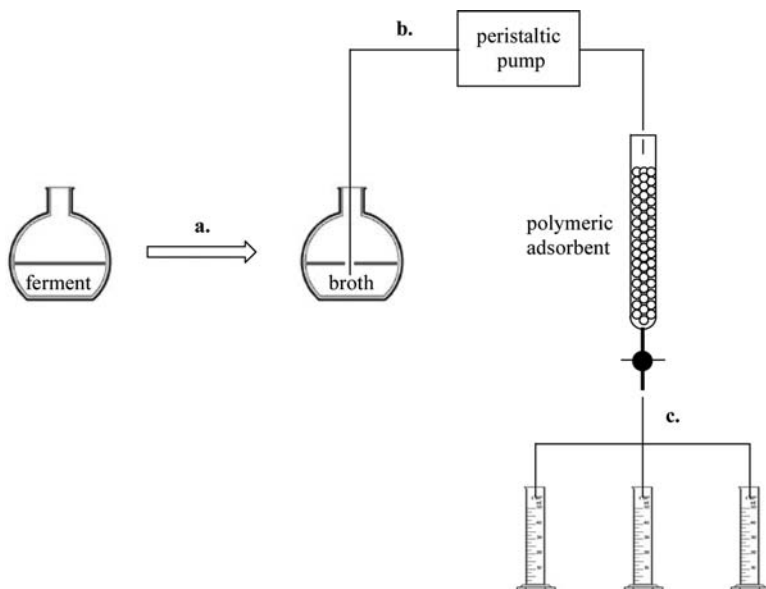 b.
peristaltic
pump
a.
ferment
broth
polymeric
adsorbent
c.